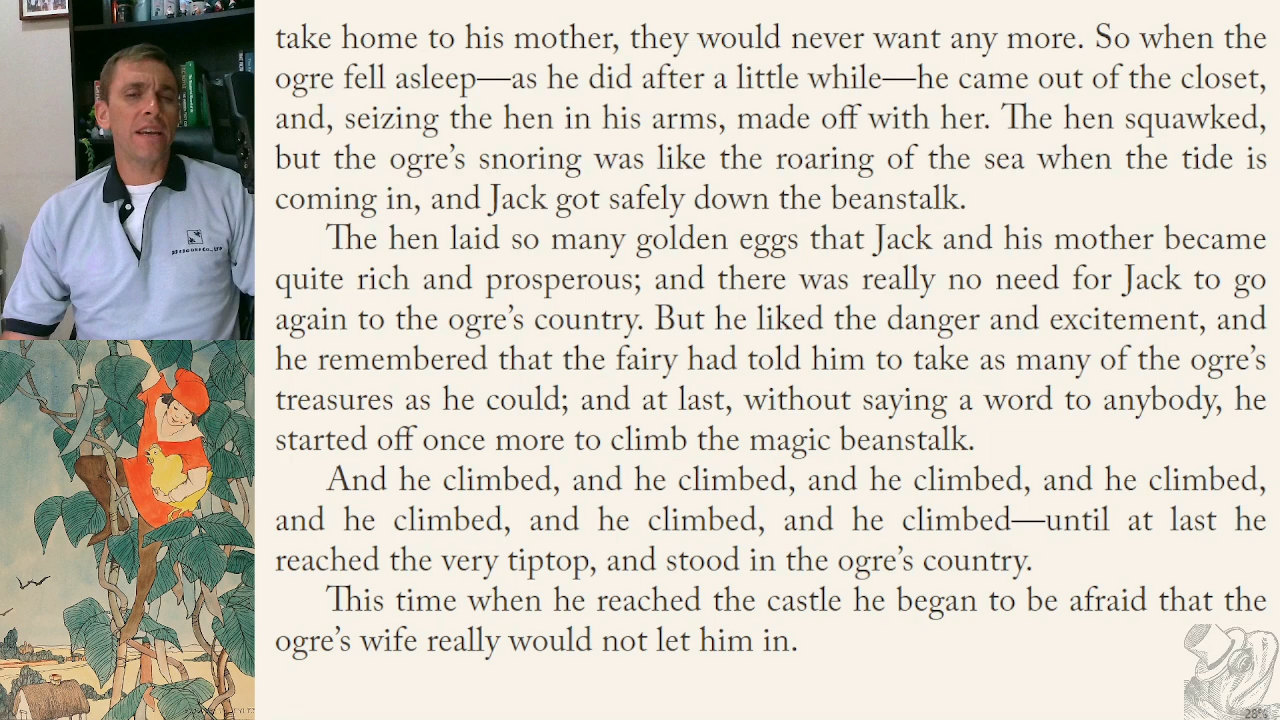 take home to his mother, they would never want any more. So when the
ogre fell asleep—as he did after a little while—he came out of the closet,
and, seizing the hen in his arms, made off with her. The hen squawked,
but the ogre’s snoring was like the roaring of the sea when the tide is
coming in, and Jack got safely down the beanstalk.
The hen laid so many golden eggs that Jack and his mother became
quite rich and prosperous; and there was really no need for Jack to go
again to the ogre’s country. But he liked the danger and excitement, and
he remembered that the fairy had told him to take as many of the ogre’s
treasures as he could; and at last, without saying a word to anybody, he
started off once more to climb the magic beanstalk.
And he climbed, and he climbed, and he climbed, and he climbed,
and he climbed, and he climbed, and he climbed—until at last he
reached the very tiptop, and stood in the ogre’s country.
This time when he reached the castle he began to be afraid that the
ogre’s wife really would not let him in.
28%